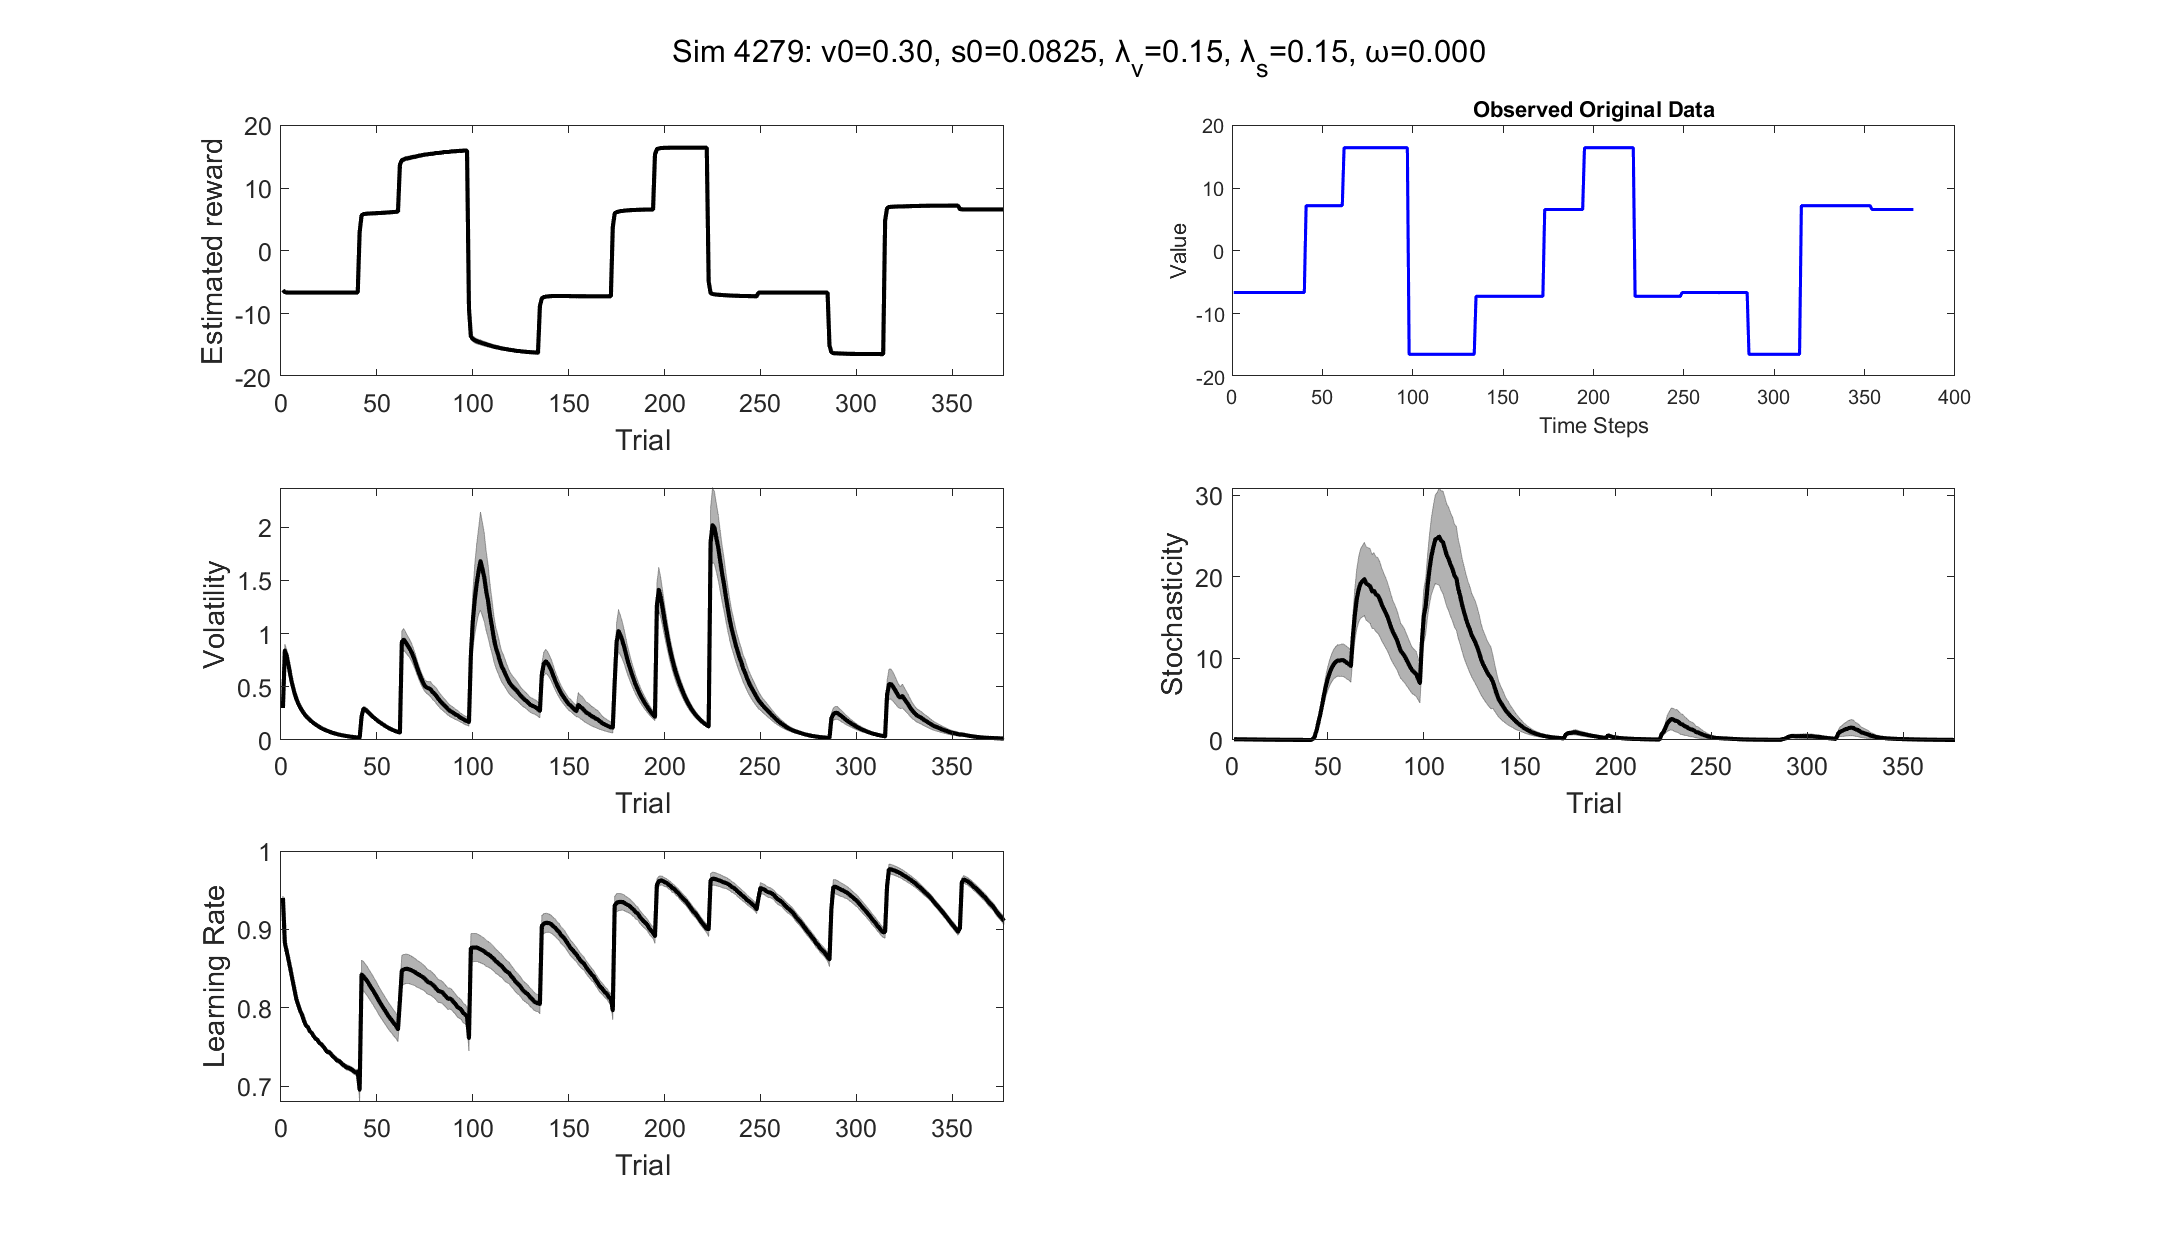 Sim 4279: v0=0.30, s0=0.0825, λv=0.15, λs=0.15, ω=0.000
Estimated reward
20
10
0
-10
-20
0 50 100 150 200 250 300 350
Trial
Observed Original Data
Value
20
10
0
-10
-20
0 50 100 150 200 250 300 350 400
Time Steps
Volatility
2
1.5
1
0.5
0
0 50 100 150 200 250 300 350
Trial
Stochasticity
30
20
10
0
0 50 100 150 200 250 300 350
Trial
Learning Rate
1
0.9
0.8
0.7
0 50 100 150 200 250 300 350
Trial